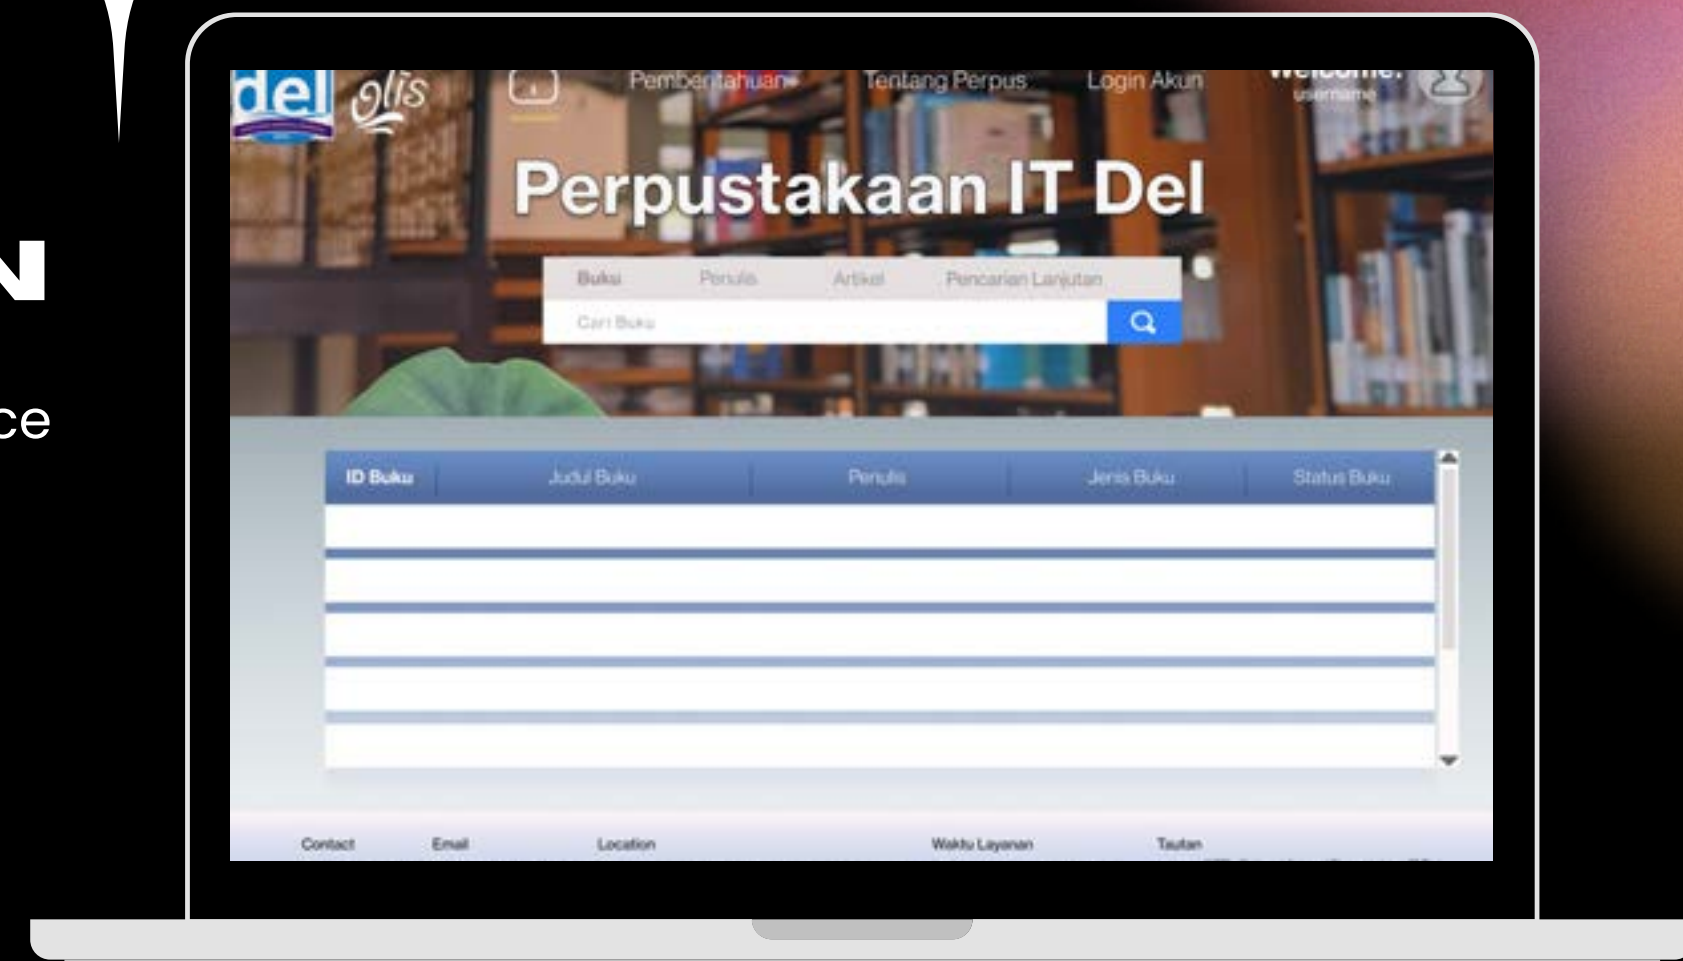 del olis Pemberitahuan Tentang Perpus Login Akun Welcome!
username
Perpustakaan IT Del
N
Buku Penulis Artikel Pencarian Lanjutan
Cari Buku
ce
ID Buku Judul Buku Penulis Jenis Buku Status Buku
Contact Email Location Waktu Layanan Tautan